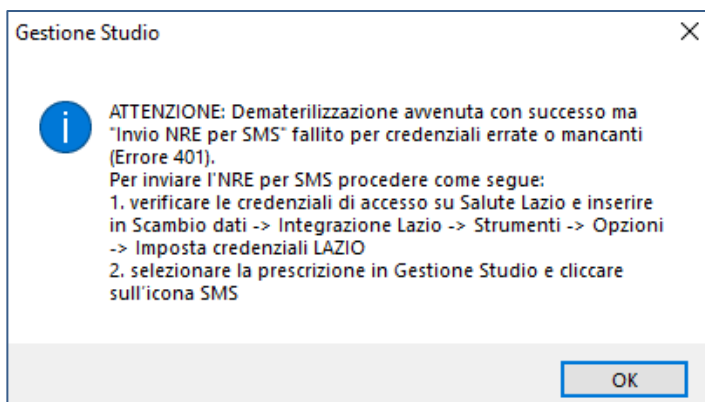 Gestione Studio
ATTENZIONE: Dematerilizzazione avvenuta con successo ma
"Invio NRE per SMS" fallito per credenziali errate o mancanti
(Errore 401).
Per inviare l'NRE per SMS procedere come segue:
1. verificare le credenziali di accesso su Salute Lazio e inserire
in Scambio dati -> Integrazione Lazio -> Strumenti -> Opzioni
-> Imposta credenziali LAZIO
2. selezionare la prescrizione in Gestione Studio e cliccare
sull'icona SMS
OK